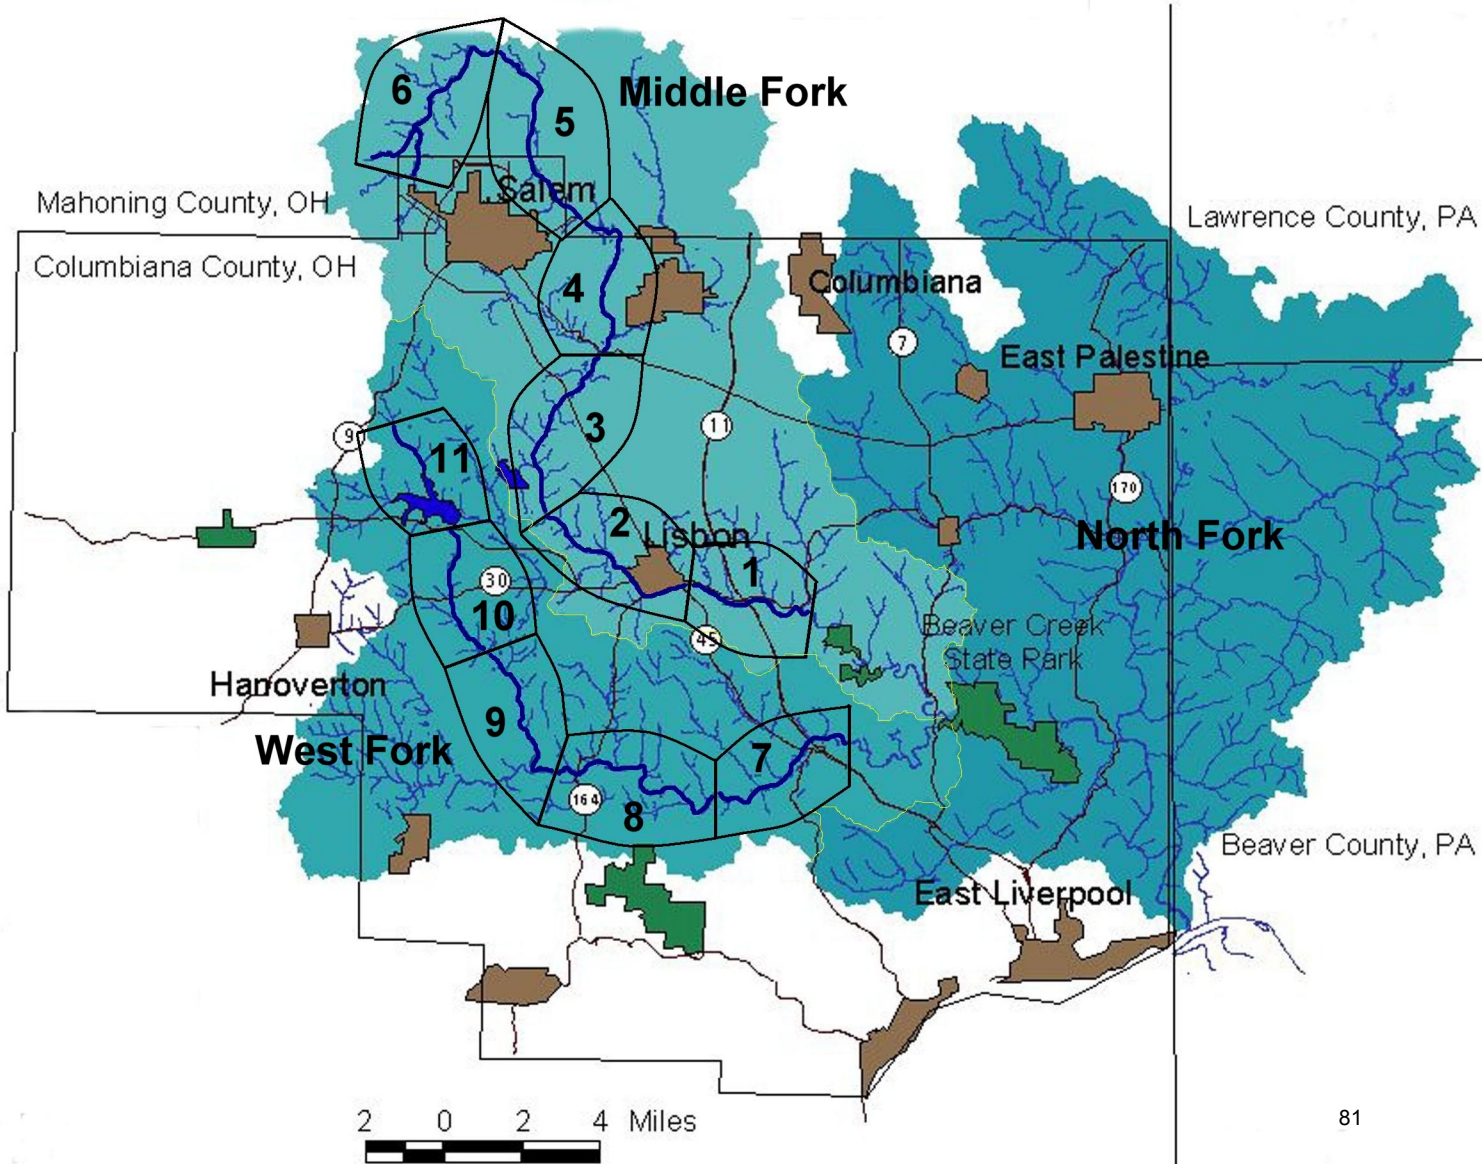 6
Middle Fork
5
Salem
Mahoning County, OH
Lawrence County, PA
Columbiana County, OH
4
Columbiana
7
East Palestine
3
11
9
11
170
2
Lisbon
North Fork
1
30
10
45
Beaver Creek
State Park
Hanoverton
9
West Fork
7
164
8
Beaver County, PA
East Liverpool
2 0 2 4 Miles
81